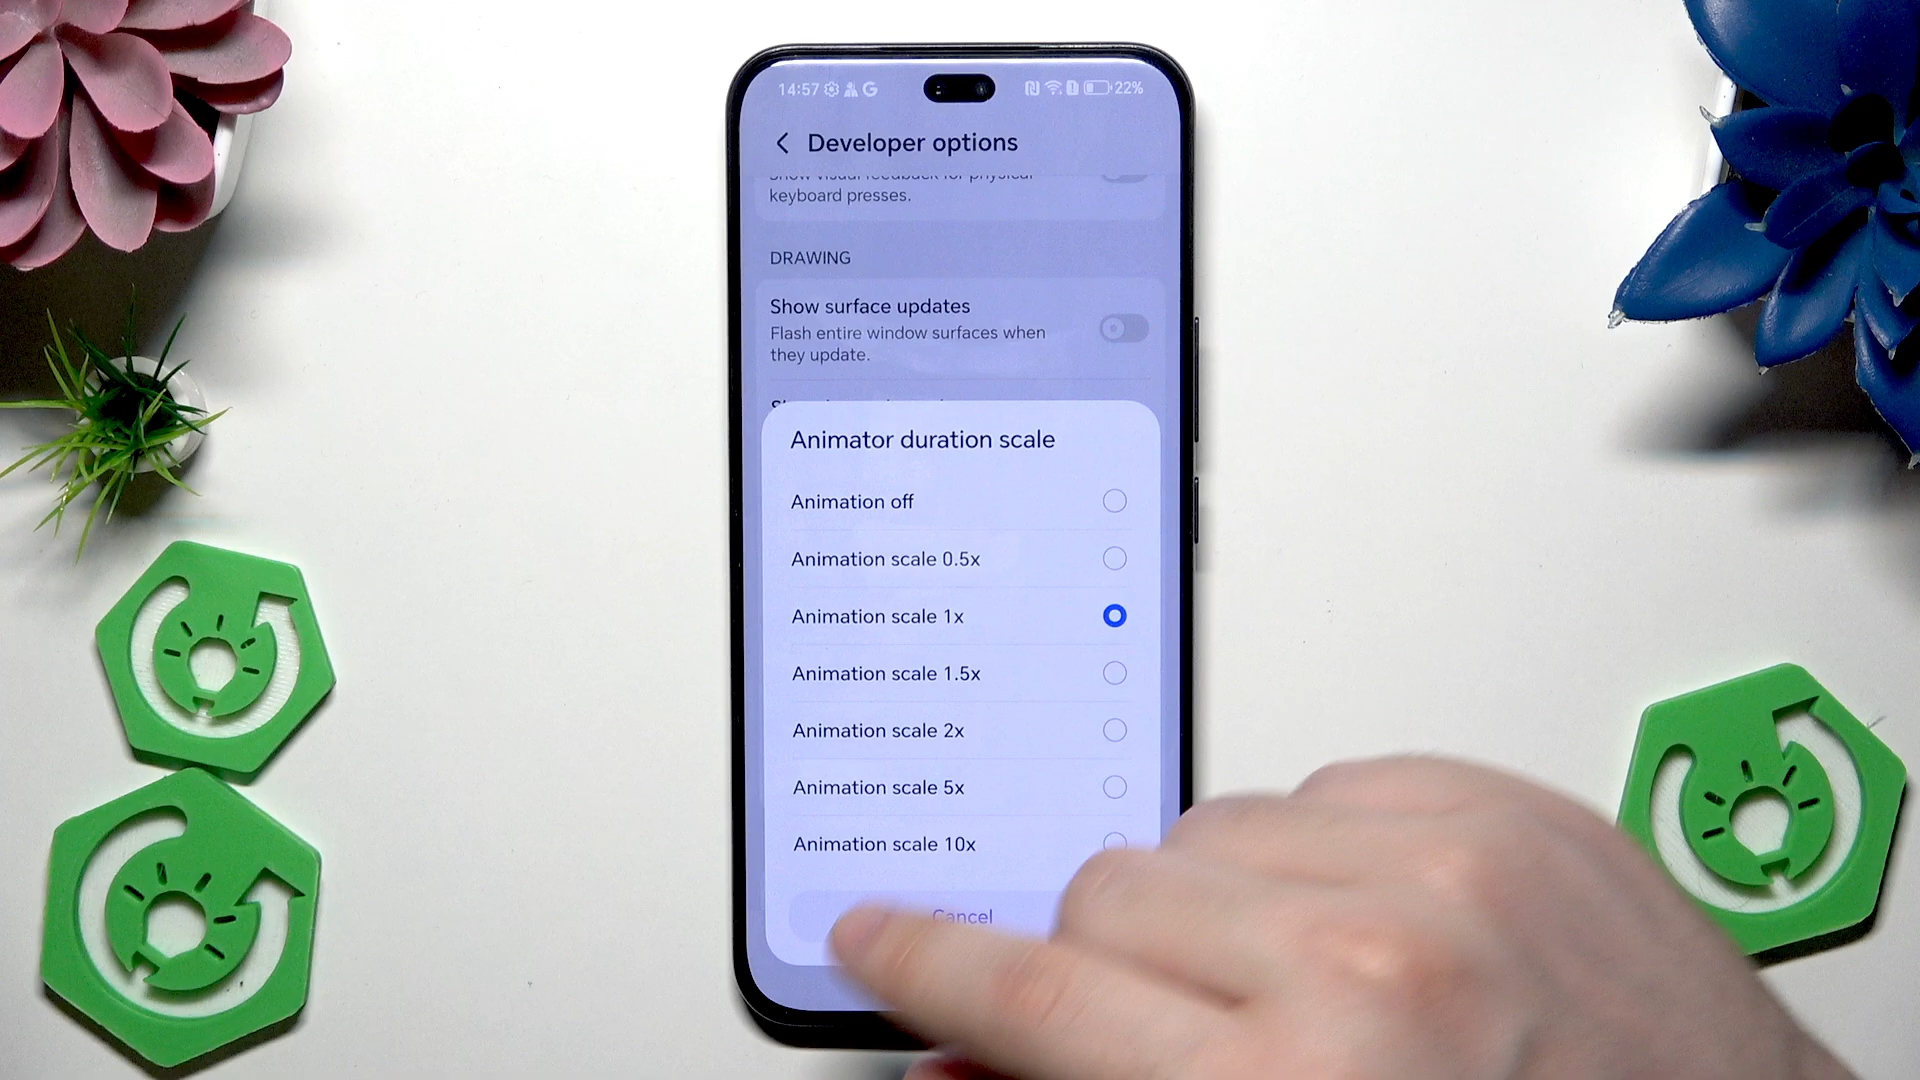 14:57 G 22%
Developer options
Show visual feedback for physical
keyboard presses.
DRAWING
Show surface updates
Flash entire window surfaces when
they update.
Animator duration scale
Animation off
Animation scale 0.5x
Animation scale 1x
Animation scale 1.5x
Animation scale 2x
Animation scale 5x
Animation scale 10x
Cancel